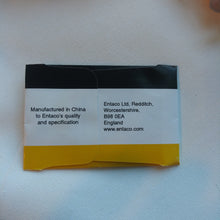 Manufactured in China
to Entaco's quality
and specification
Entaco Ltd, Redditch,
Worcestershire,
B98 0EA
England
www.entaco.com